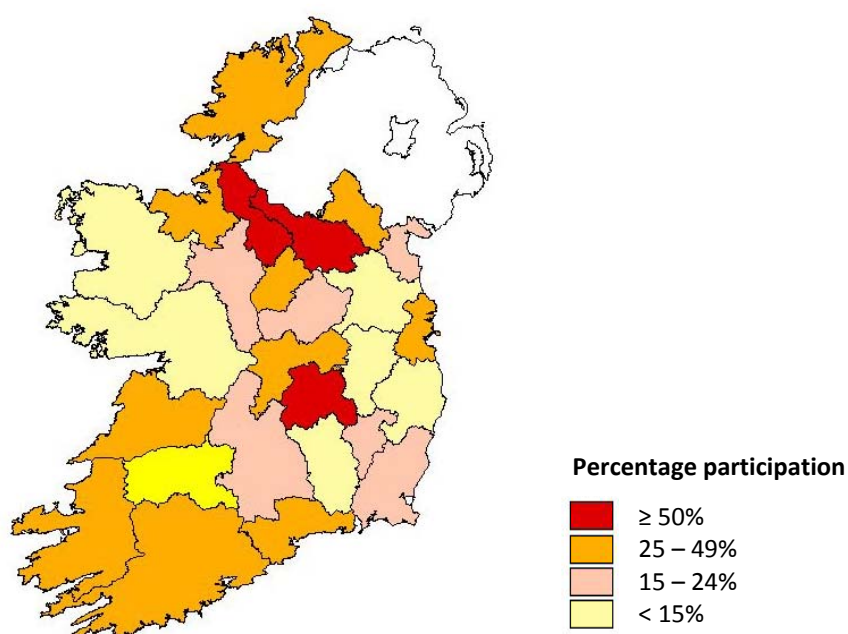 Percentage participation
≥ 50%
25 – 49%
15 – 24%
< 15%